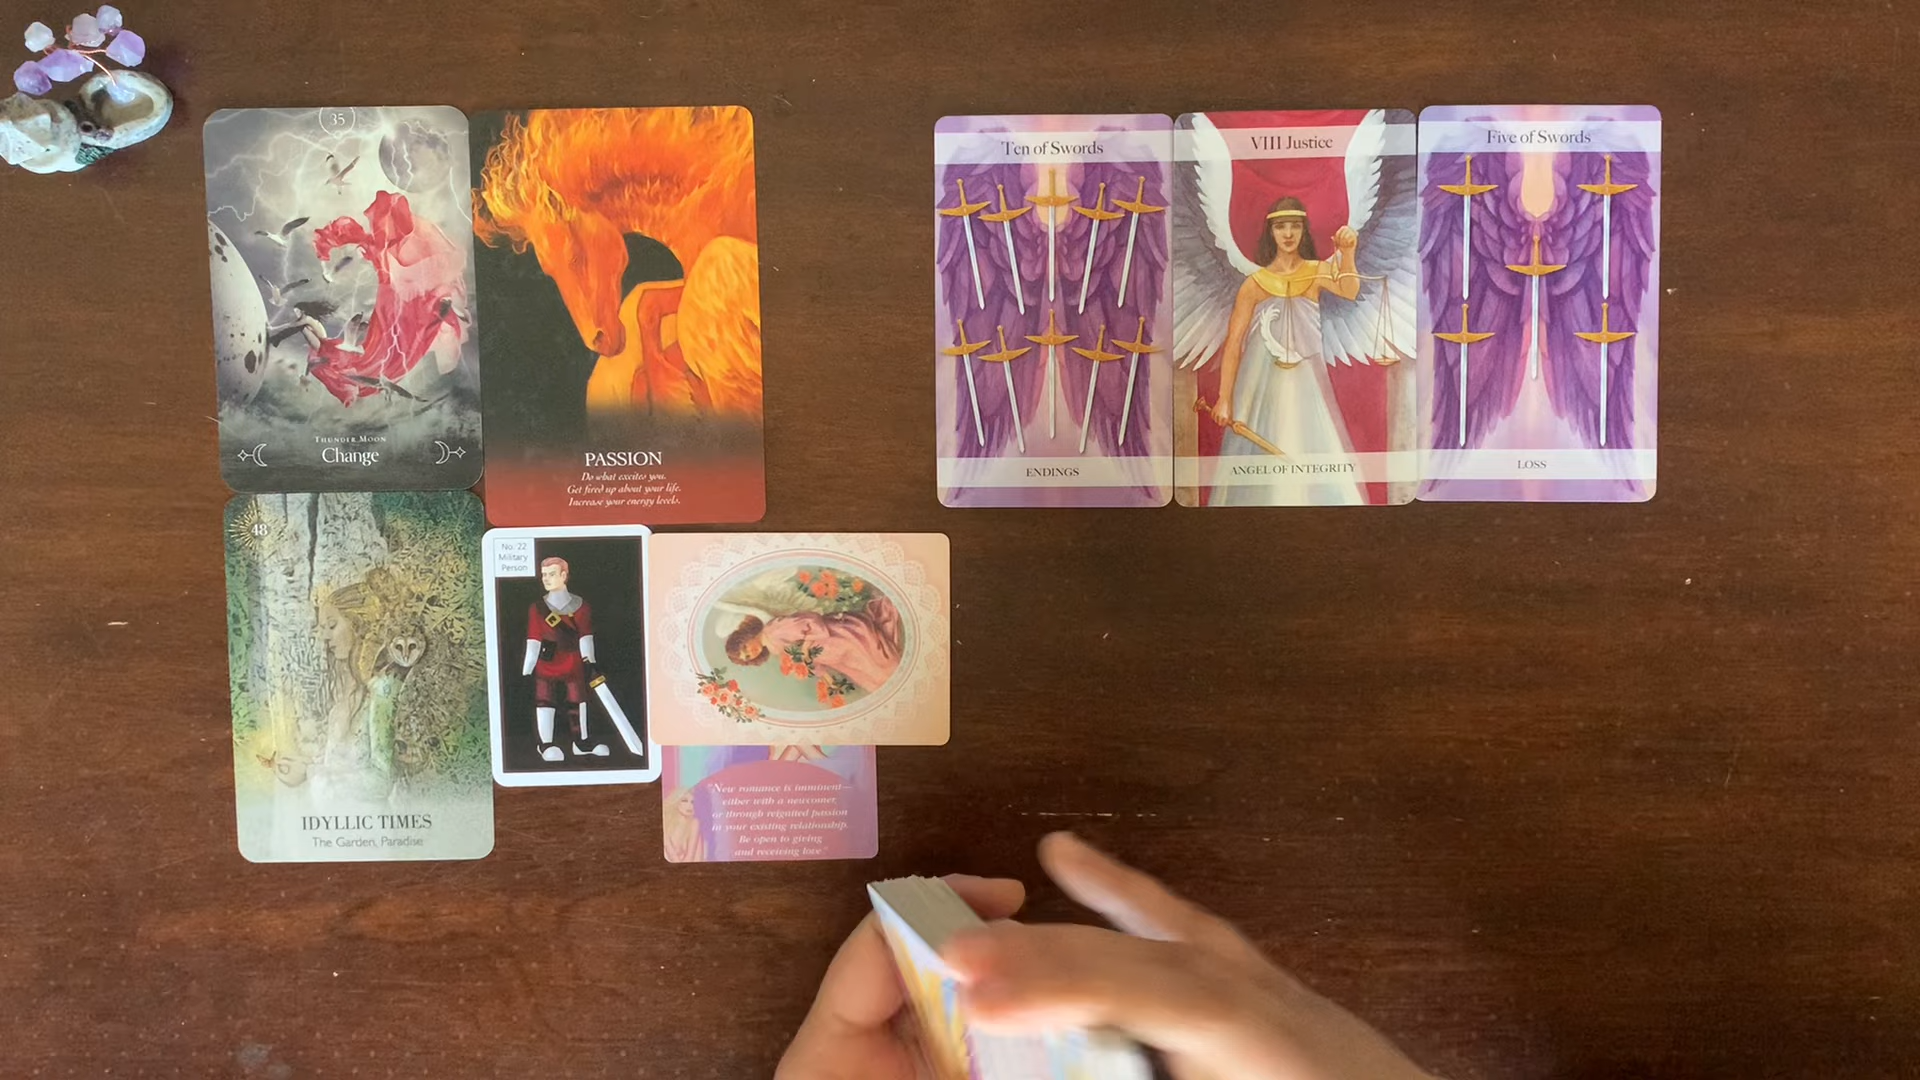 35
THUNDER MOON
Change
PASSION
Do what excites you.
Get fired up about your life.
Increase your energy levels.
Ten of Swords
ENDINGS
VIII Justice
ANGEL OF INTEGRITY
Five of Swords
LOSS
48
IDYLLIC TIMES
The Garden, Paradise
No. 22
Military
Person
"New romance is imminent—
either with a newcomer,
or through reignited passion
in your existing relationship.
Be open to giving
and receiving love"